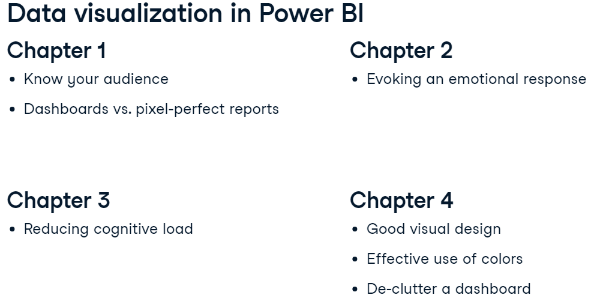 Data visualization in Power BI
Chapter 1
• Know your audience
• Dashboards vs. pixel-perfect reports
Chapter 2
• Evoking an emotional response
Chapter 3
• Reducing cognitive load
Chapter 4
• Good visual design
• Effective use of colors
• De-clutter a dashboard